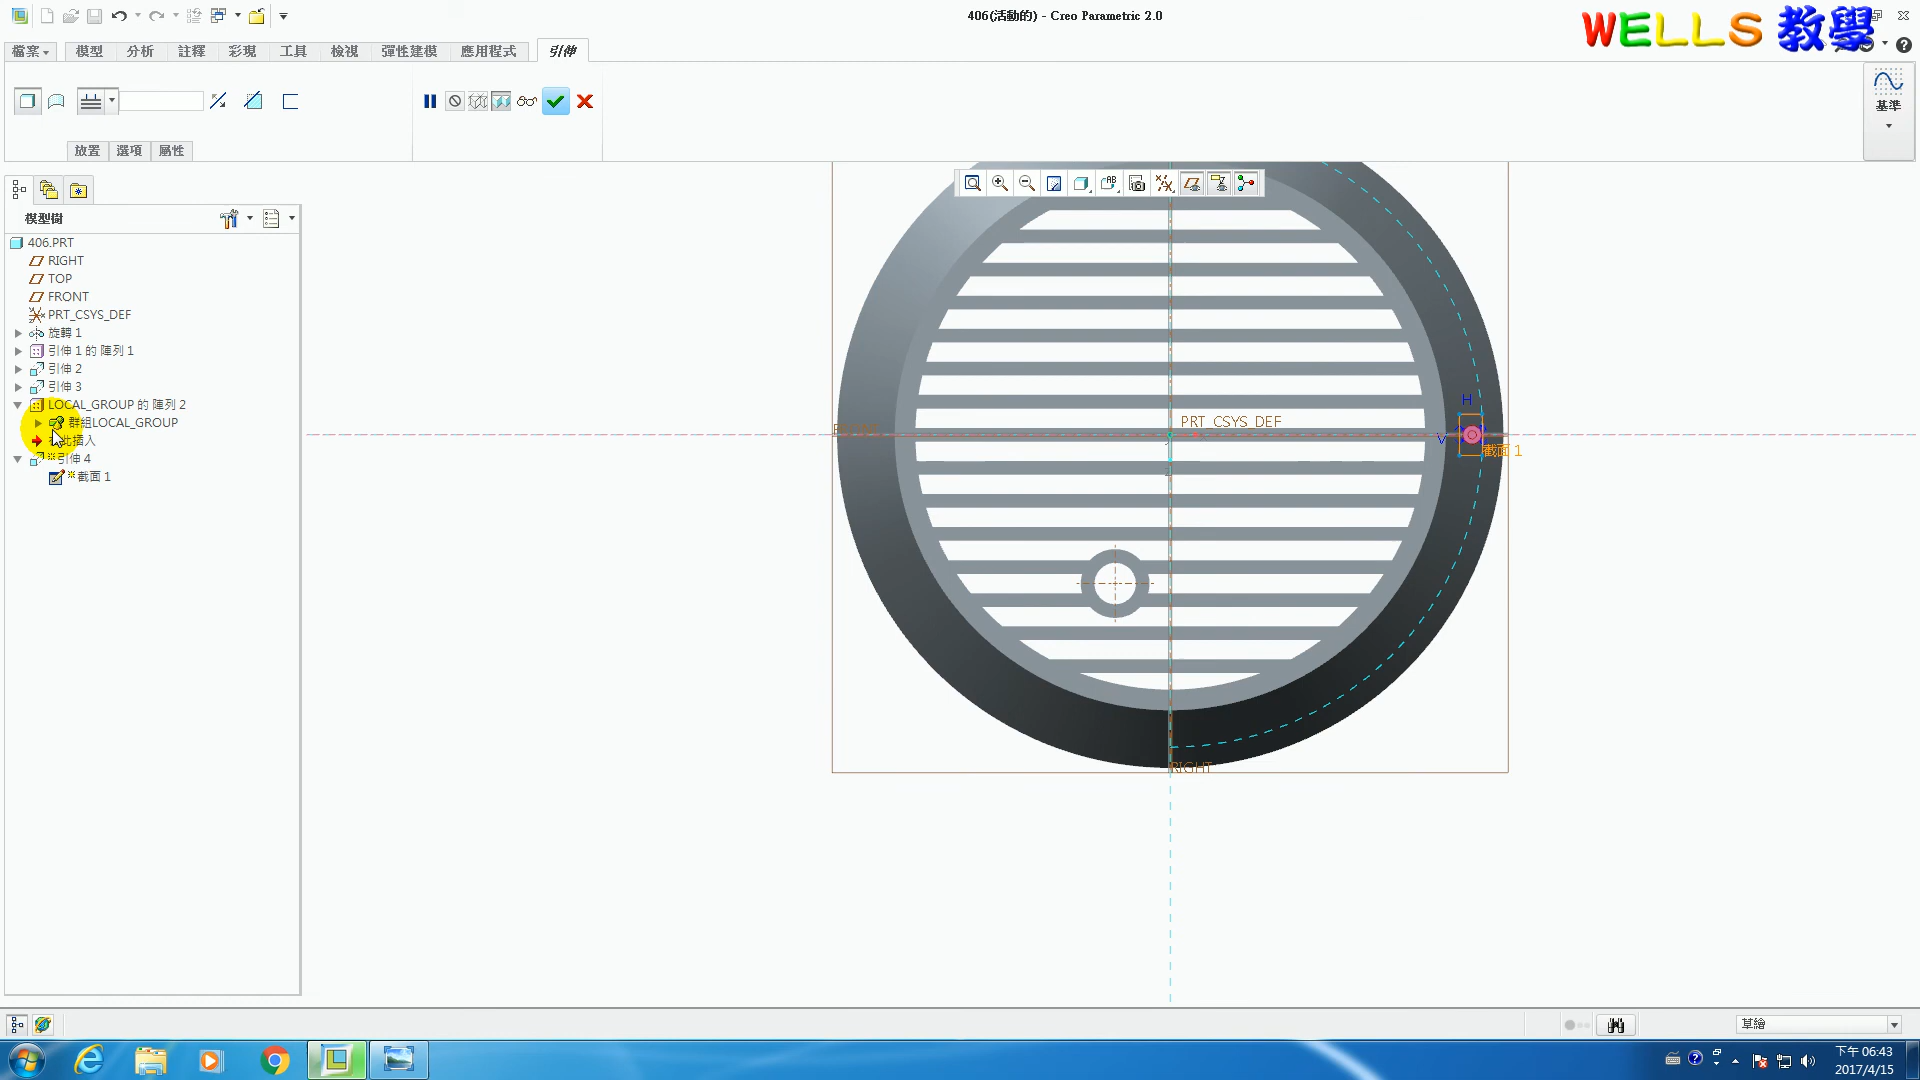 406(活動的) - Creo Parametric 2.0
WELLS 教學
檔案 模型 分析 註釋 彩現 工具 檢視 彈性建模 應用程式 引伸
基準
放置 選項 屬性
模型樹
406.PRT
RIGHT
TOP
FRONT
PRT_CSYS_DEF
旋轉 1
引伸 1 的 陣列 1
引伸 2
引伸 3
LOCAL_GROUP 的 陣列 2
群組LOCAL_GROUP
在此插入
引伸 4
截面 1
PRT_CSYS_DEF
H
V
截面 1
RIGHT
草繪
下午 06:43
2017/4/15